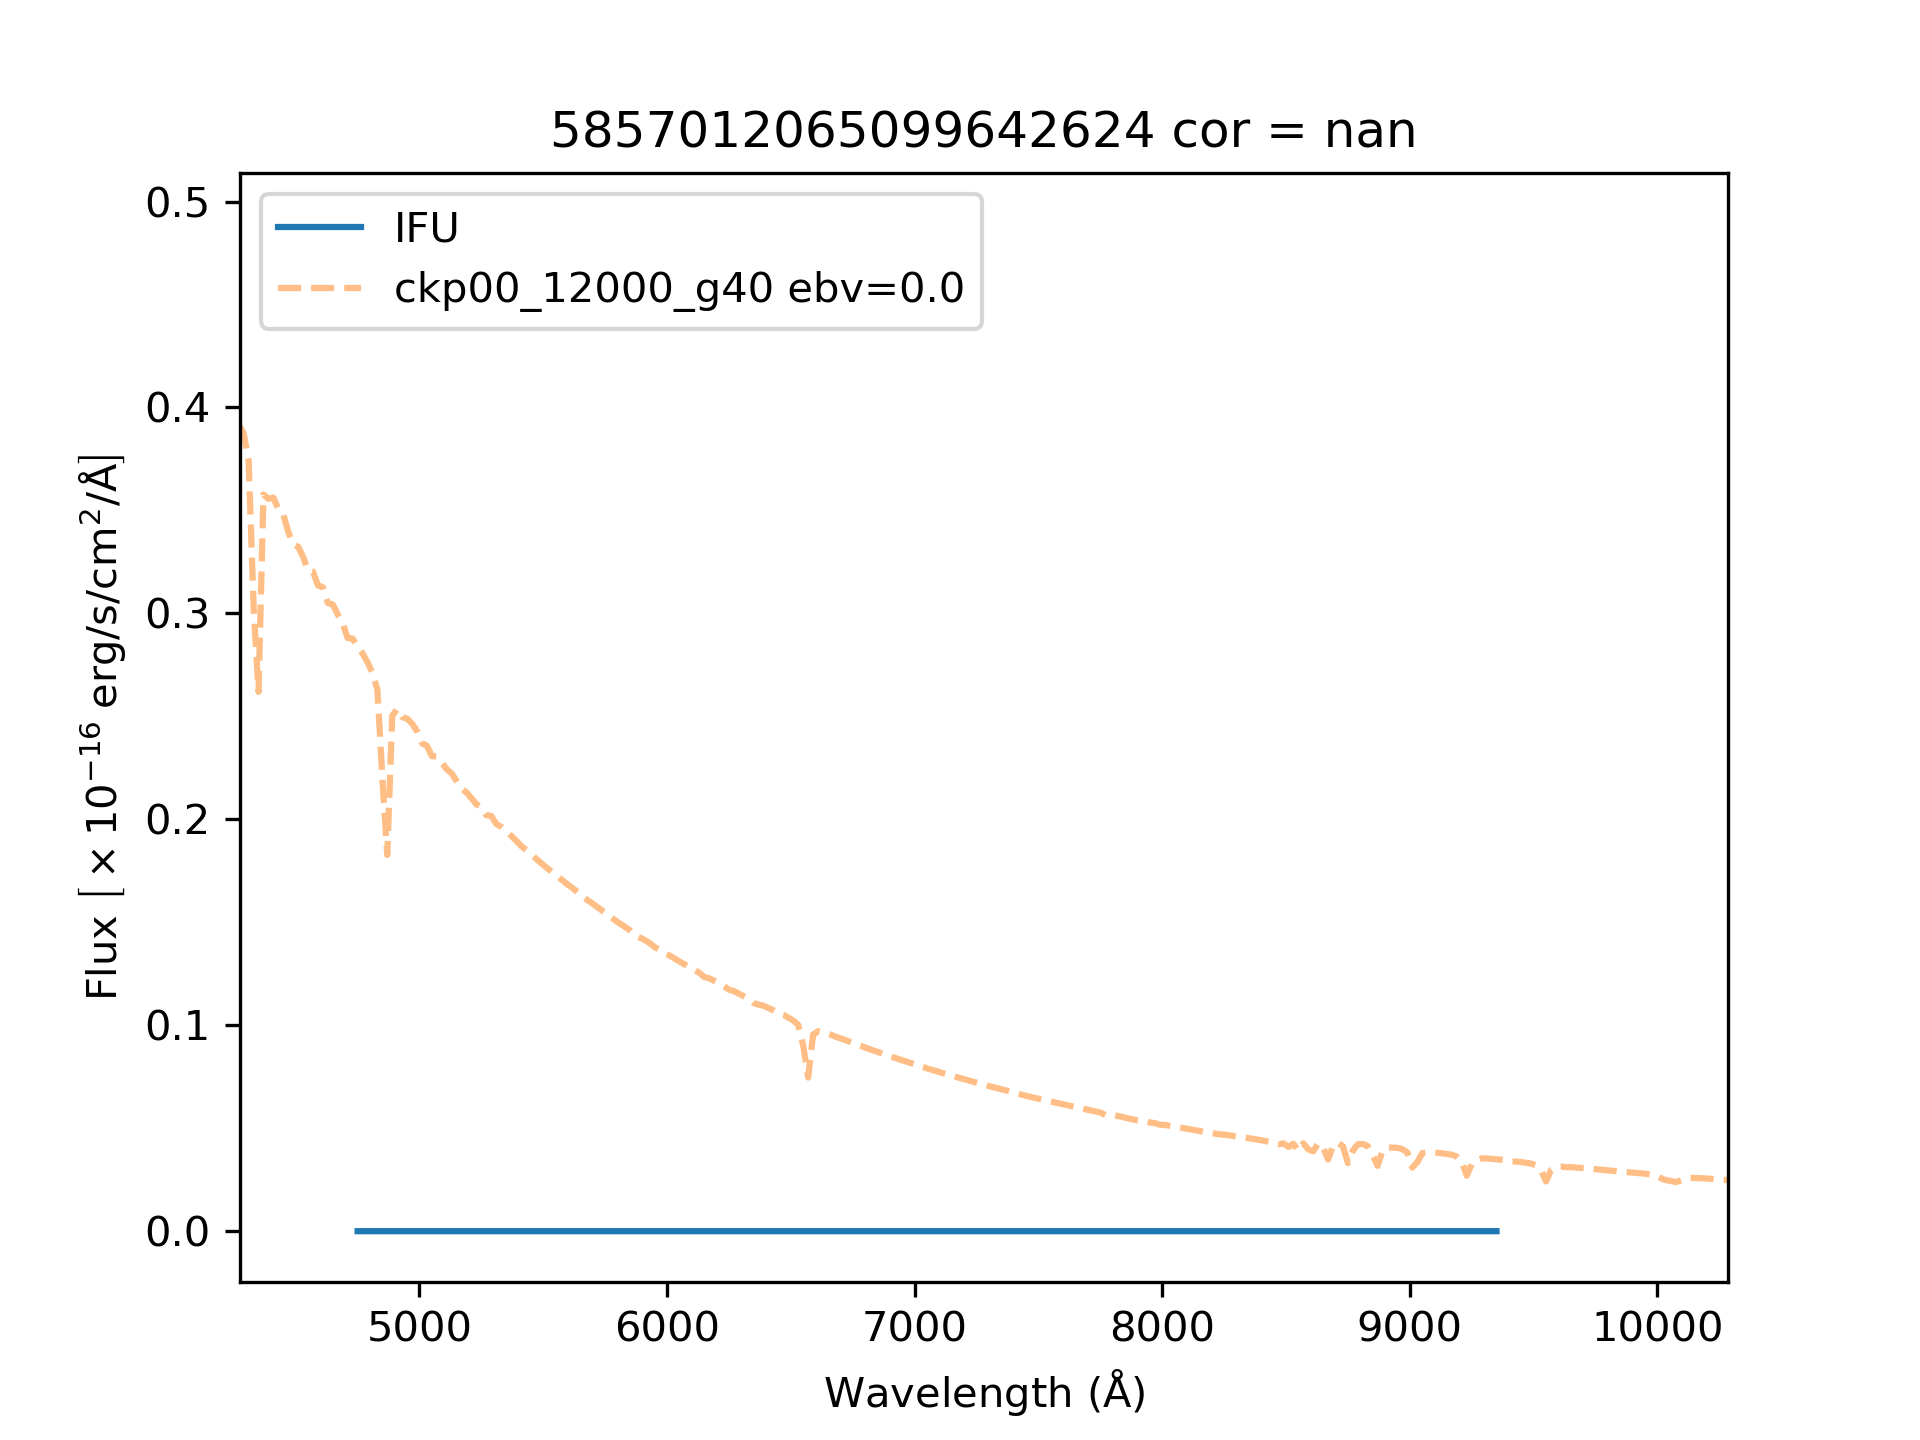 5857012065099642624 cor = nan
IFU
ckp00_12000_g40 ebv=0.0
Flux [×10⁻¹⁶ erg/s/cm²/Å]
0.5
0.4
0.3
0.2
0.1
0.0
5000 6000 7000 8000 9000 10000
Wavelength (Å)